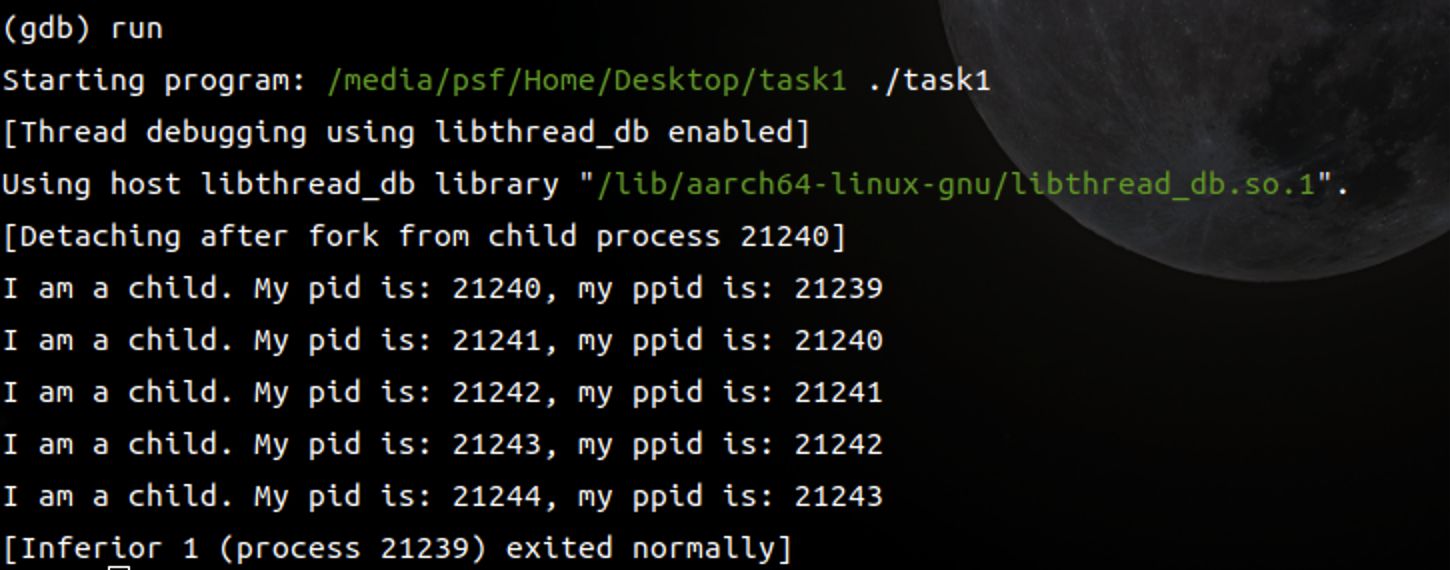 (gdb) run
Starting program: /media/psf/Home/Desktop/task1 ./task1
[Thread debugging using libthread_db enabled]
Using host libthread_db library "/lib/aarch64-linux-gnu/libthread_db.so.1".
[Detaching after fork from child process 21240]
I am a child. My pid is: 21240, my ppid is: 21239
I am a child. My pid is: 21241, my ppid is: 21240
I am a child. My pid is: 21242, my ppid is: 21241
I am a child. My pid is: 21243, my ppid is: 21242
I am a child. My pid is: 21244, my ppid is: 21243
[Inferior 1 (process 21239) exited normally]